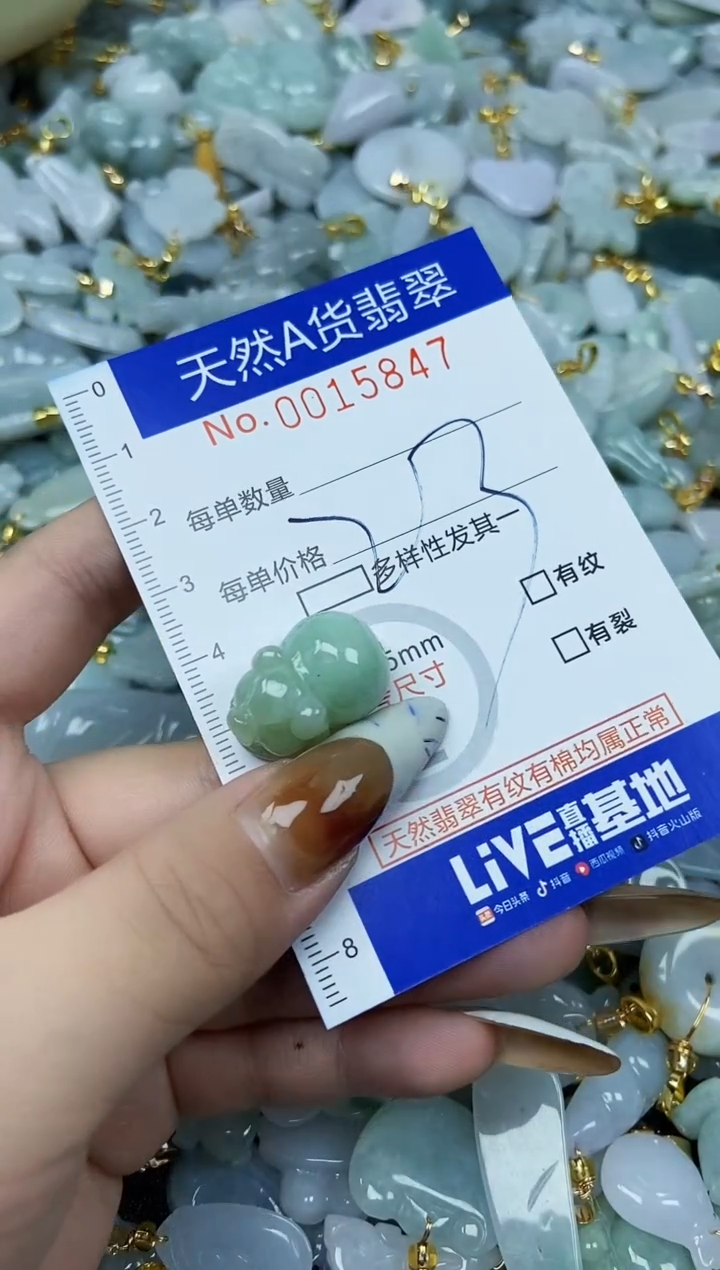 天然A货翡翠
No.0015847
0
1
2
3
4
8
每单数量
每单价格
多样性发其一
有纹
有裂
5mm
尺寸
天然翡翠有纹有棉均属正常
LiVE直播基地
今日头条 抖音 西瓜视频 抖音火山版